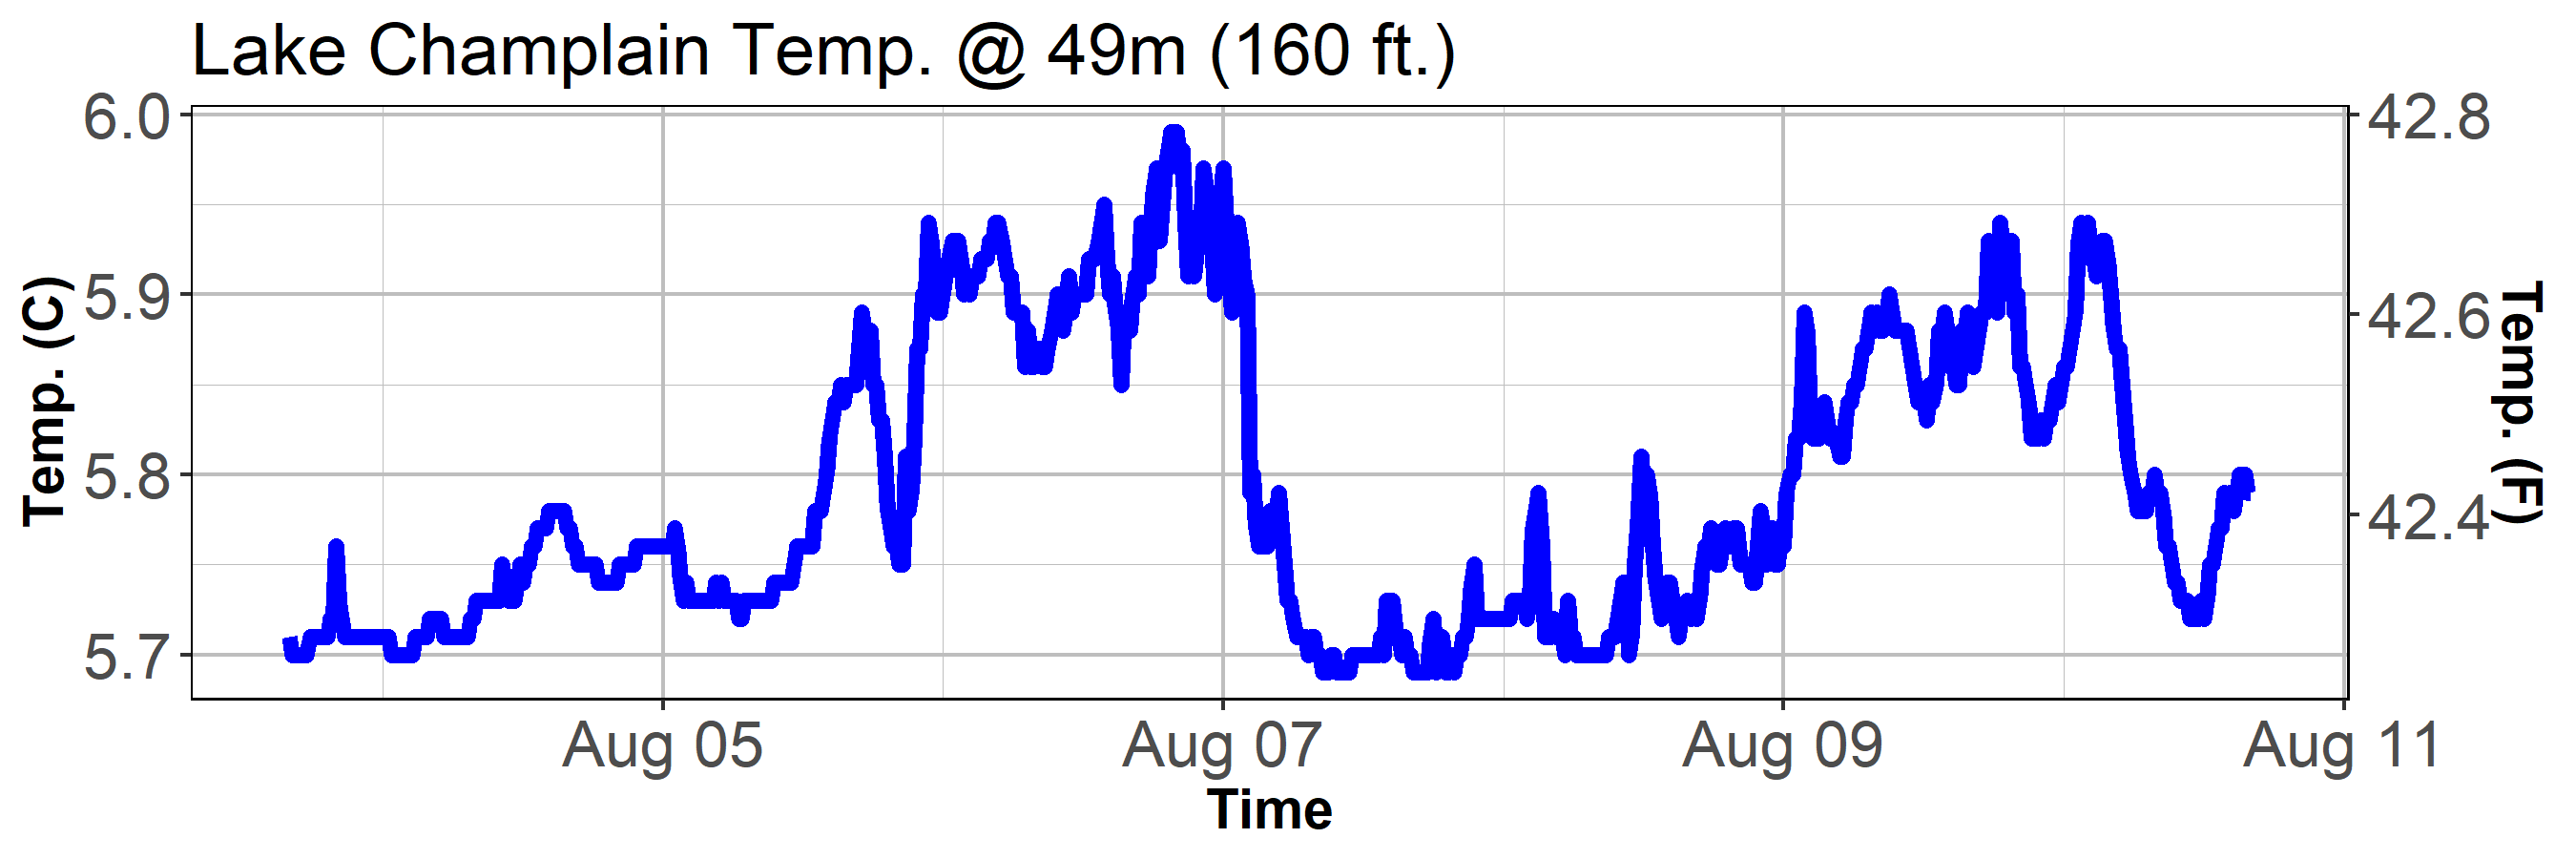 Lake Champlain Temp. @ 49m (160 ft.)
6.0
5.9
5.8
5.7
Temp. (C)
42.8
42.6
42.4
Temp. (F)
Aug 05 Aug 07 Aug 09 Aug 11
Time